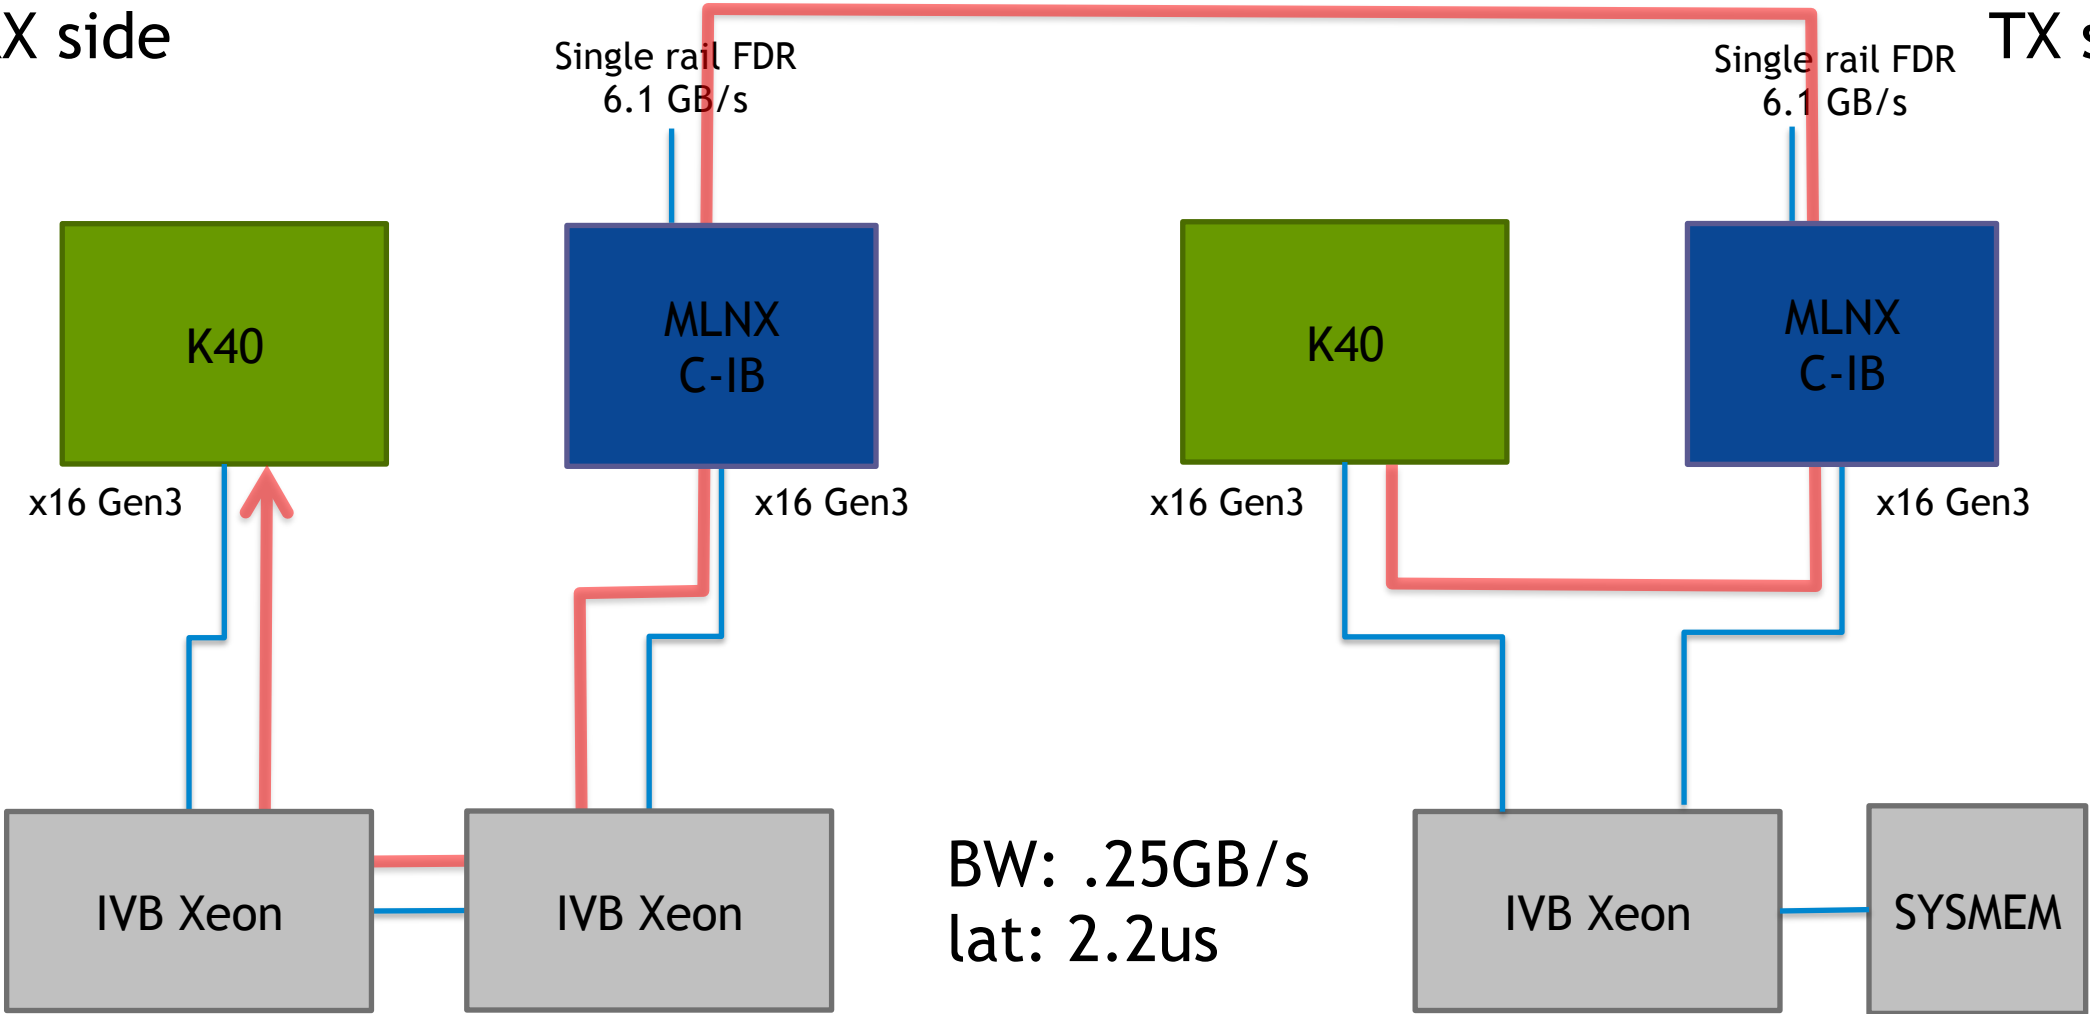 X side
TX s
Single rail FDR
6.1 GB/s
Single rail FDR
6.1 GB/s
K40
MLNX
C-IB
K40
MLNX
C-IB
x16 Gen3
x16 Gen3
x16 Gen3
x16 Gen3
IVB Xeon
IVB Xeon
BW: .25GB/s
lat: 2.2us
IVB Xeon
SYSMEM